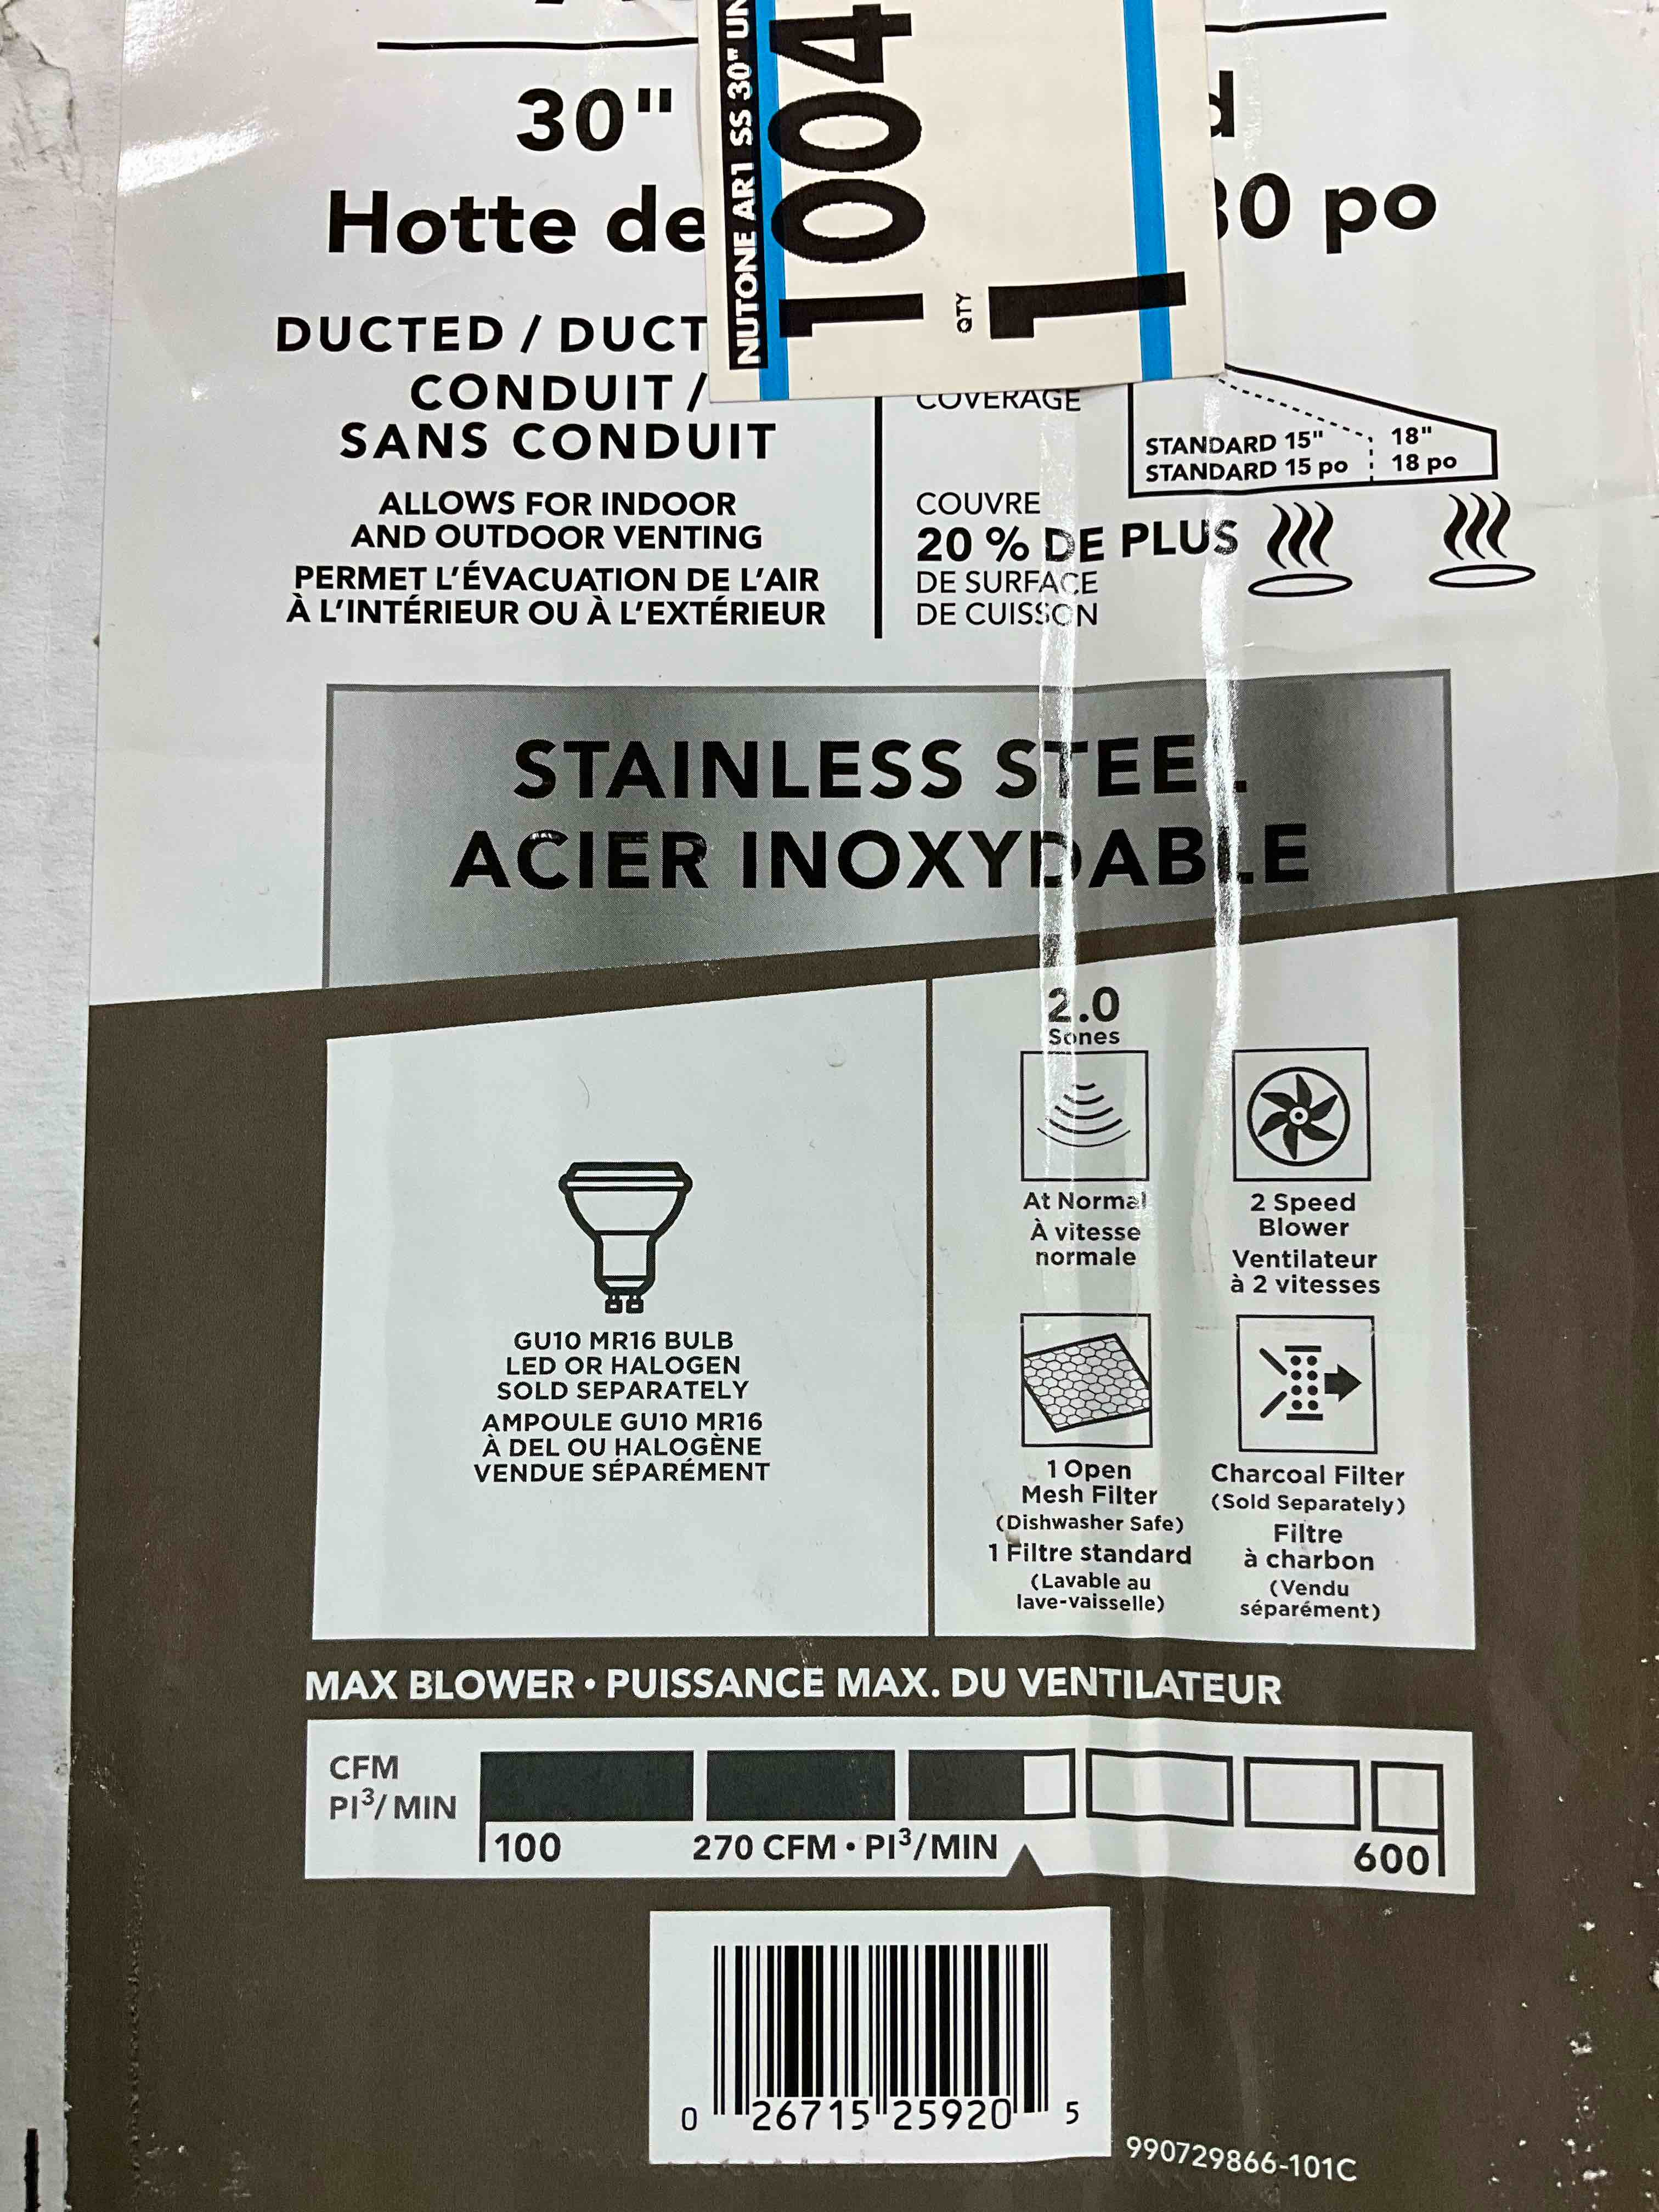 30"
Hotte de
30 po
NUTONE AR1 SS 30" UN
1004
QTY
1
DUCTED / DUCT
CONDUIT /
SANS CONDUIT
ALLOWS FOR INDOOR
AND OUTDOOR VENTING
PERMET L'ÉVACUATION DE L'AIR
À L'INTÉRIEUR OU À L'EXTÉRIEUR
COVERAGE
COUVRE
20 % DE PLUS
DE SURFACE
DE CUISSON
STANDARD 15" 18"
STANDARD 15 po 18 po
STAINLESS STEEL
ACIER INOXYDABLE
GU10 MR16 BULB
LED OR HALOGEN
SOLD SEPARATELY
AMPOULE GU10 MR16
À DEL OU HALOGÈNE
VENDUE SÉPARÉMENT
2.0
Sones
At Normal
À vitesse
normale
2 Speed
Blower
Ventilateur
à 2 vitesses
1 Open
Mesh Filter
(Dishwasher Safe)
1 Filtre standard
(Lavable au
lave-vaisselle)
Charcoal Filter
(Sold Separately)
Filtre
à charbon
(Vendu
séparément)
MAX BLOWER • PUISSANCE MAX. DU VENTILATEUR
CFM
PI³/MIN
100 270 CFM • PI³/MIN 600
0 26715 25920 5
990729866-101C